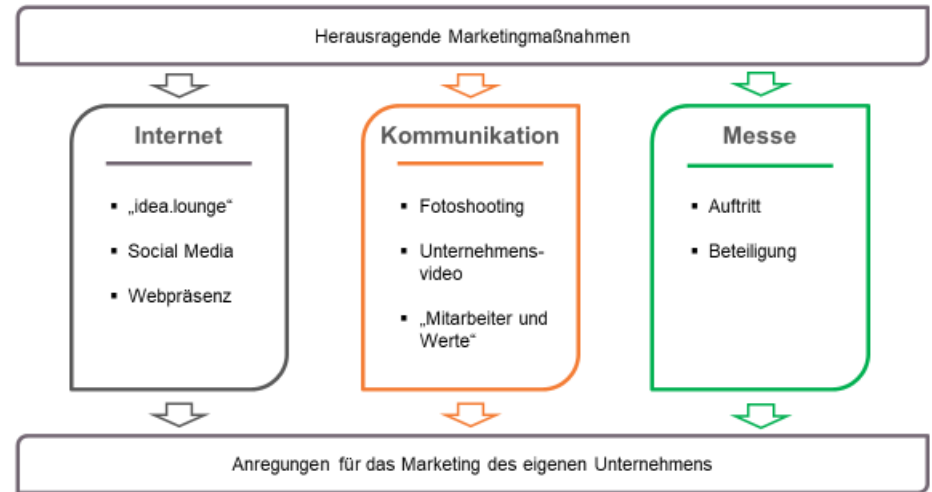 Herausragende Marketingmaßnahmen
Internet
▪ „idea.lounge“
▪ Social Media
▪ Webpräsenz
Kommunikation
▪ Fotoshooting
▪ Unternehmens-
video
▪ „Mitarbeiter und
Werte“
Messe
▪ Auftritt
▪ Beteiligung
Anregungen für das Marketing des eigenen Unternehmens